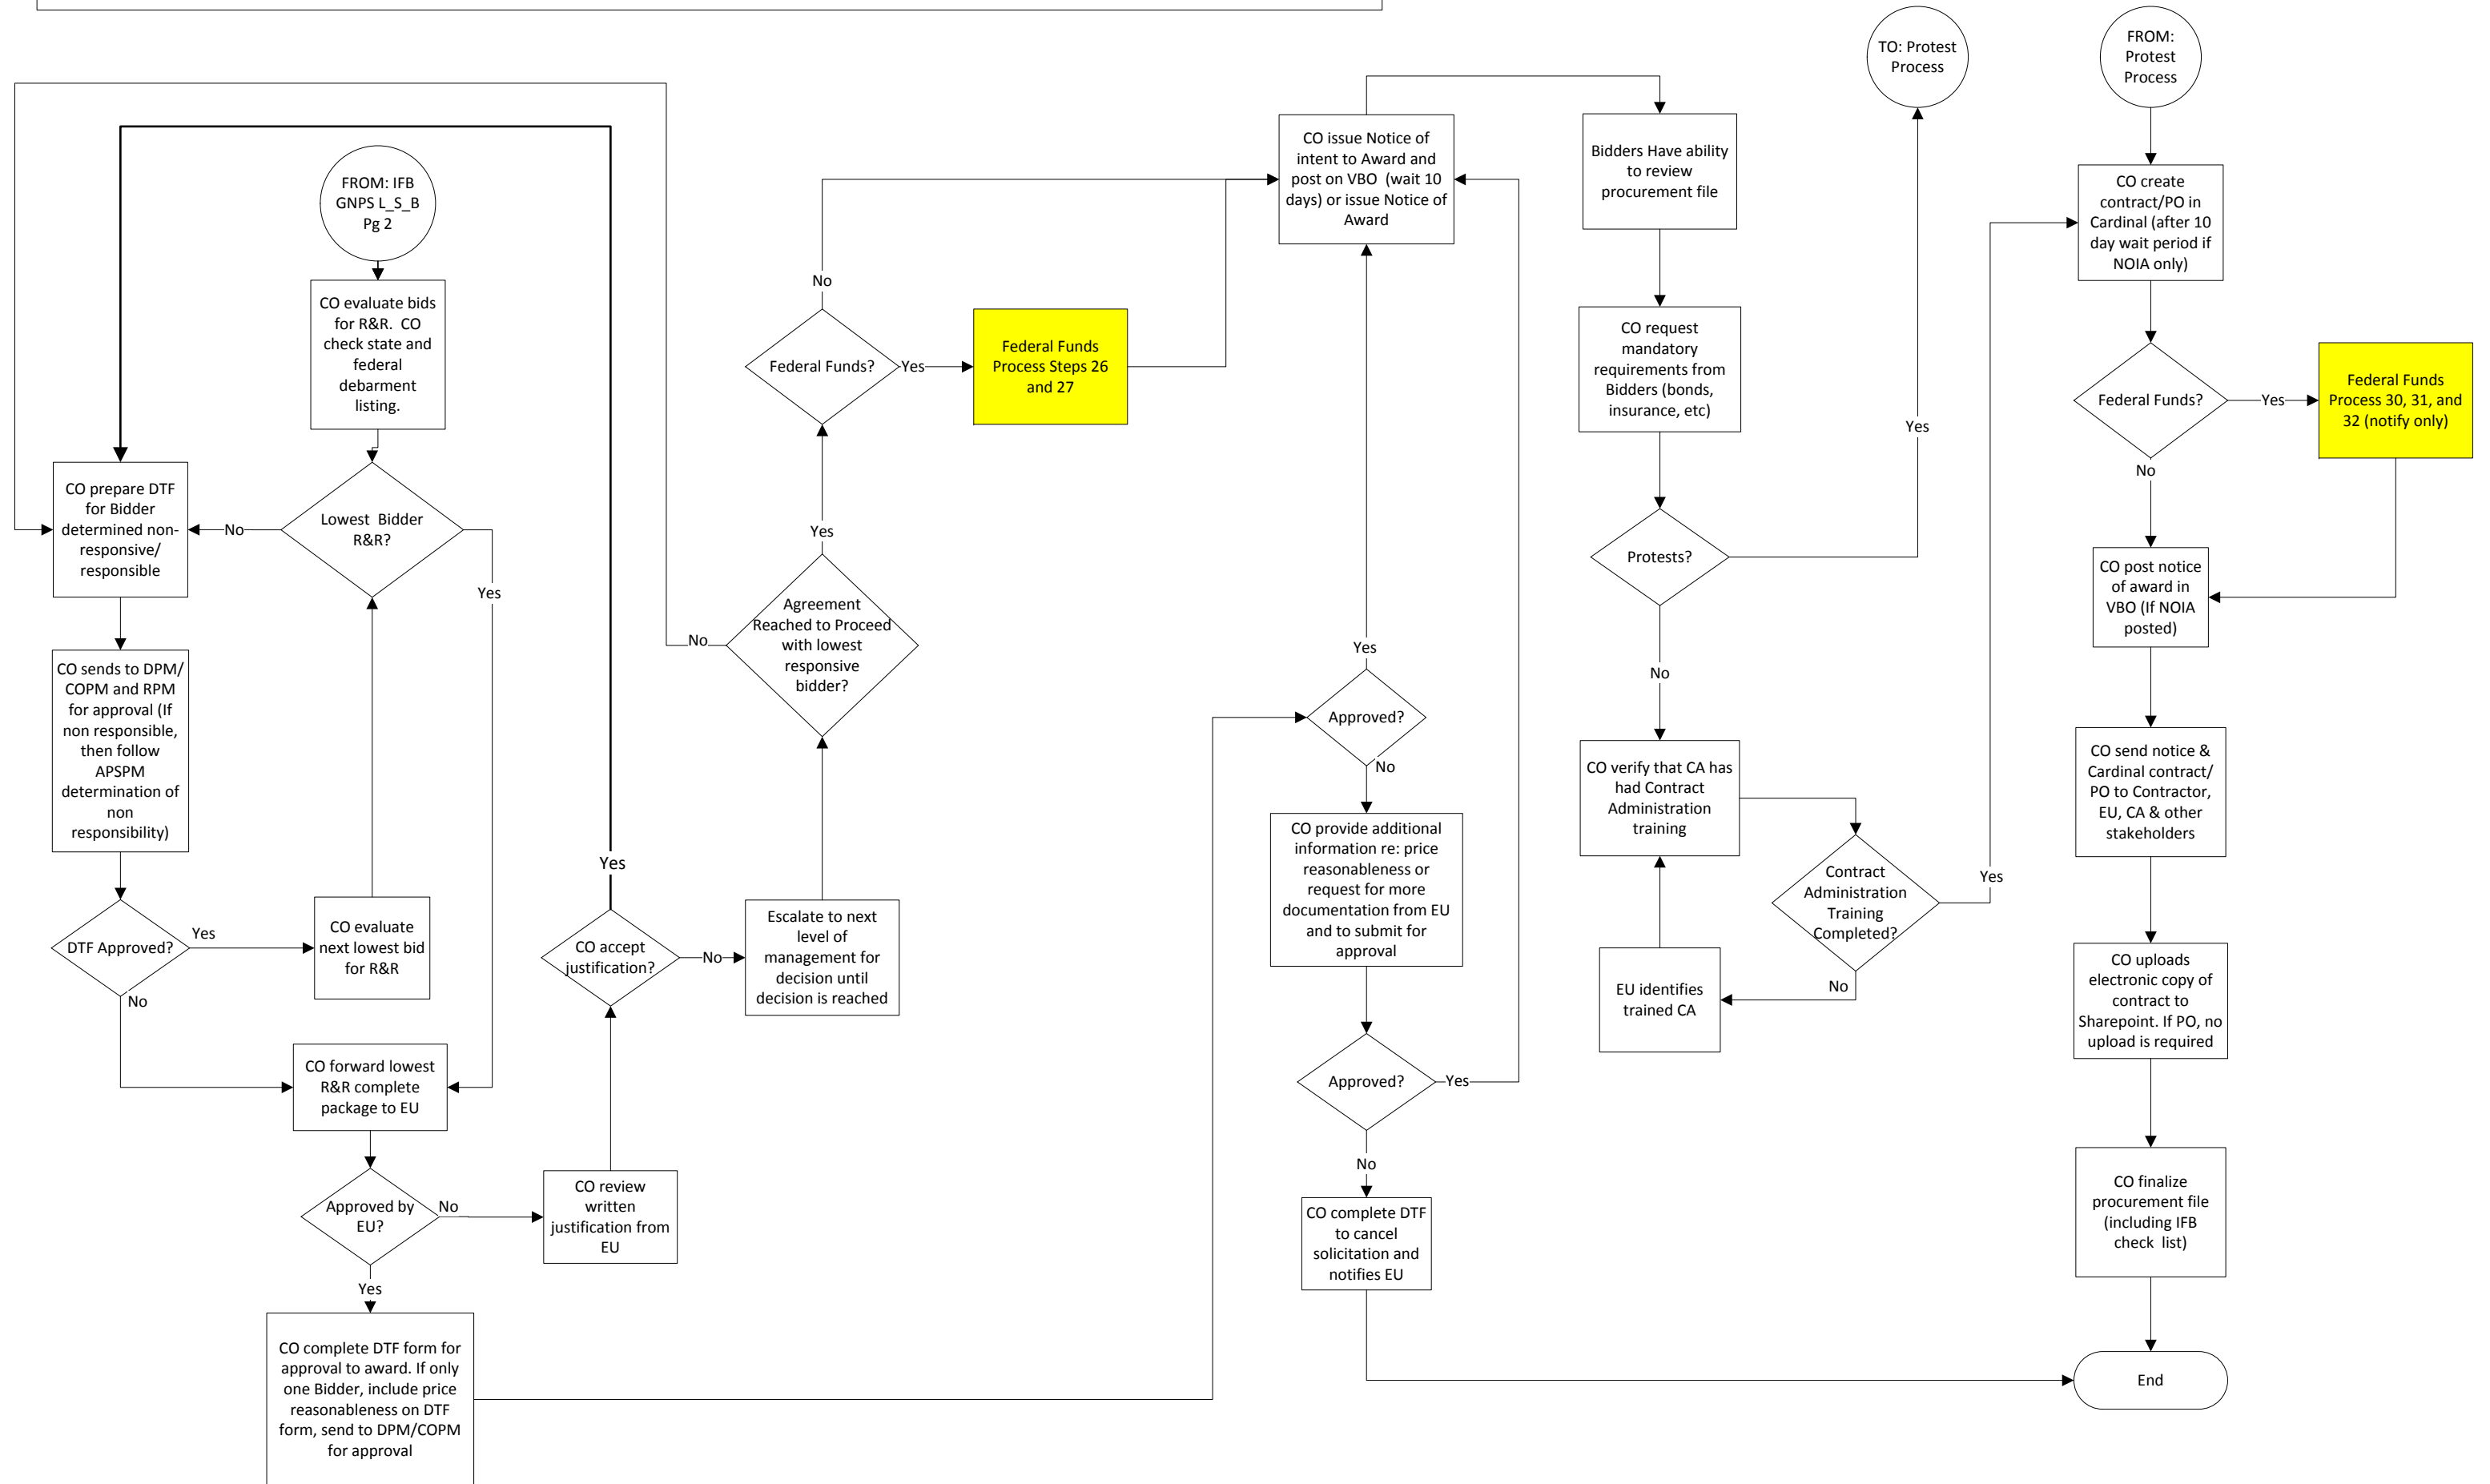 FROM: IFB
GNPS L_S_B
Pg 2
CO evaluate bids
for R&R.  CO
check state and
federal
debarment
listing.
Lowest  Bidder
R&R?
No
Yes
CO prepare DTF
for Bidder
determined non-
responsive/
responsible
CO sends to DPM/
COPM and RPM
for approval (If
non responsible,
then follow
APSPM
determination of
non
responsibility)
DTF Approved?
Yes
No
CO evaluate
next lowest bid
for R&R
CO forward lowest
R&R complete
package to EU
Approved by
EU?
No
Yes
CO complete DTF form for
approval to award. If only
one Bidder, include price
reasonableness on DTF
form, send to DPM/COPM
for approval
CO review
written
justification from
EU
CO accept
justification?
Yes
No
Escalate to next
level of
management for
decision until
decision is reached
Agreement
Reached to Proceed
with lowest
responsive
bidder?
No
Yes
Federal Funds?
No
Yes
Federal Funds
Process Steps 26
and 27
CO issue Notice of
intent to Award and
post on VBO  (wait 10
days) or issue Notice of
Award
Yes
Approved?
No
CO provide additional
information re: price
reasonableness or
request for more
documentation from EU
and to submit for
approval
Approved?
Yes
No
CO complete DTF
to cancel
solicitation and
notifies EU
Bidders Have ability
to review
procurement file
CO request
mandatory
requirements from
Bidders (bonds,
insurance, etc)
Protests?
Yes
No
TO: Protest
Process
CO verify that CA has
had Contract
Administration
training
Contract
Administration
Training
Completed?
Yes
No
EU identifies
trained CA
FROM:
Protest
Process
CO create
contract/PO in
Cardinal (after 10
day wait period if
NOIA only)
Federal Funds?
Yes
No
Federal Funds
Process 30, 31, and
32 (notify only)
CO post notice
of award in
VBO (If NOIA
posted)
CO send notice &
Cardinal contract/
PO to Contractor,
EU, CA & other
stakeholders
CO uploads
electronic copy of
contract to
Sharepoint. If PO, no
upload is required
CO finalize
procurement file
(including IFB
check  list)
End